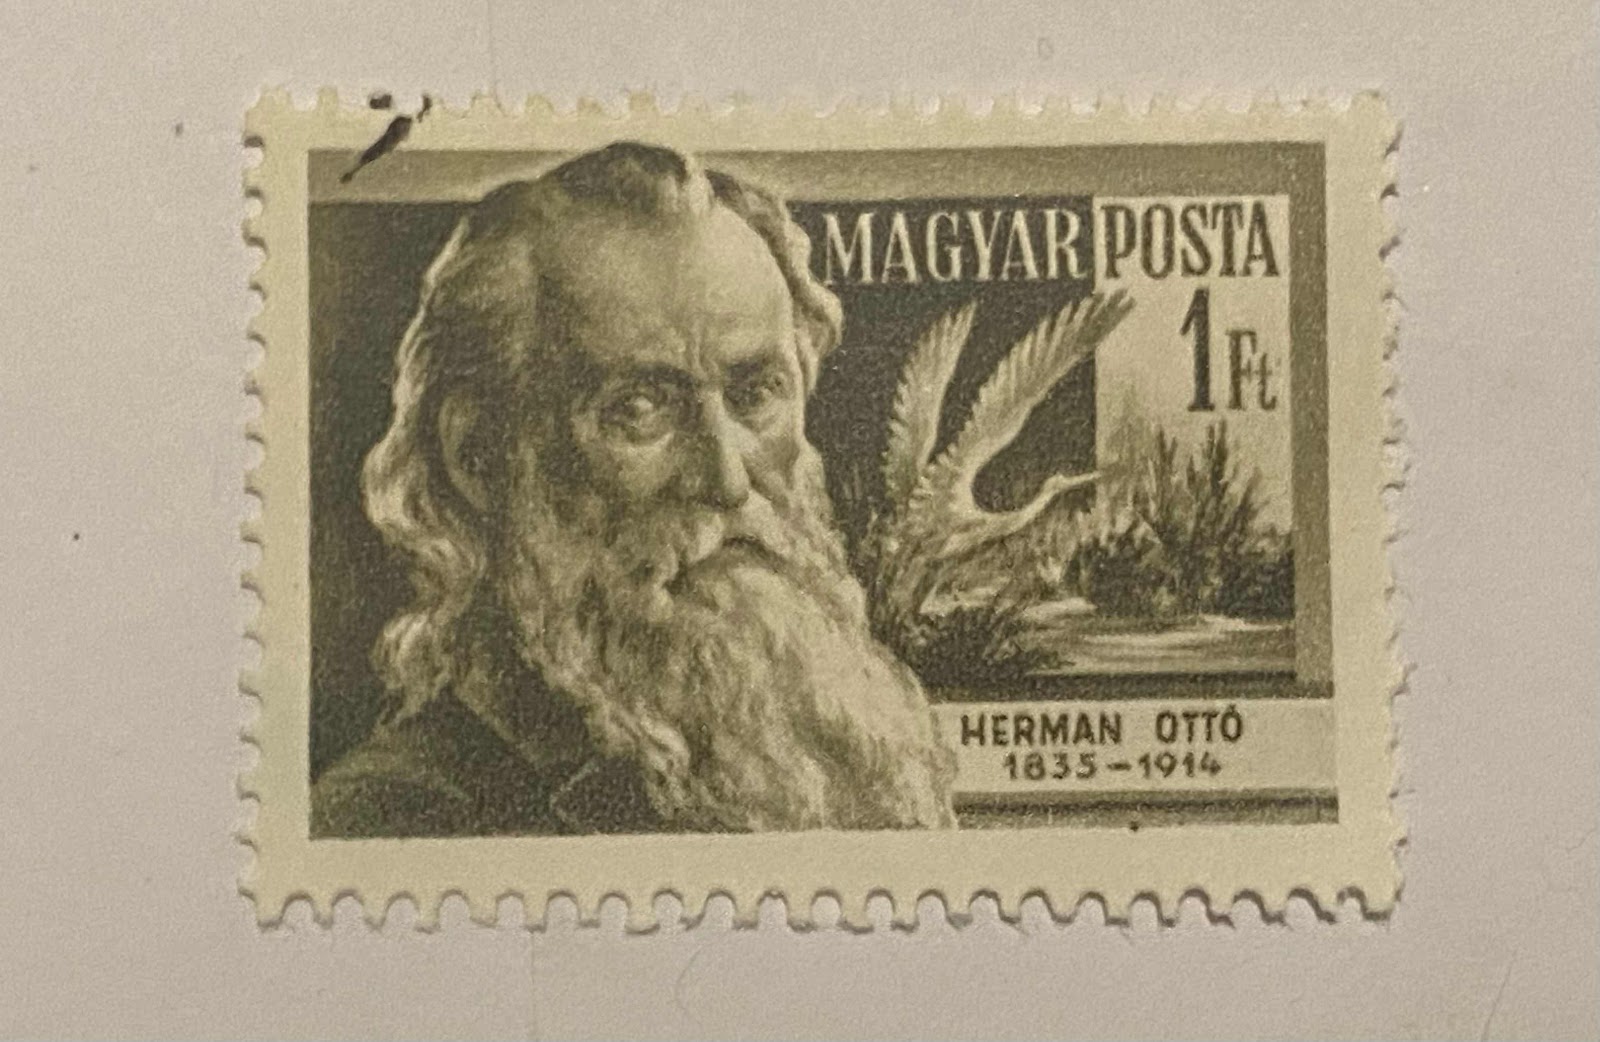 MAGYAR POSTA
1 Ft
HERMAN OTTÓ
1835-1914